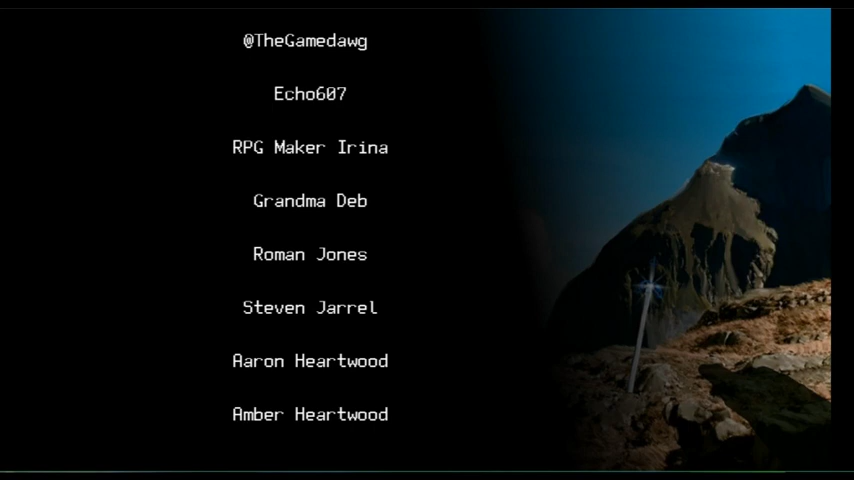 @TheGamedawg
Echo607
RPG Maker Irina
Grandma Deb
Roman Jones
Steven Jarrel
Aaron Heartwood
Amber Heartwood